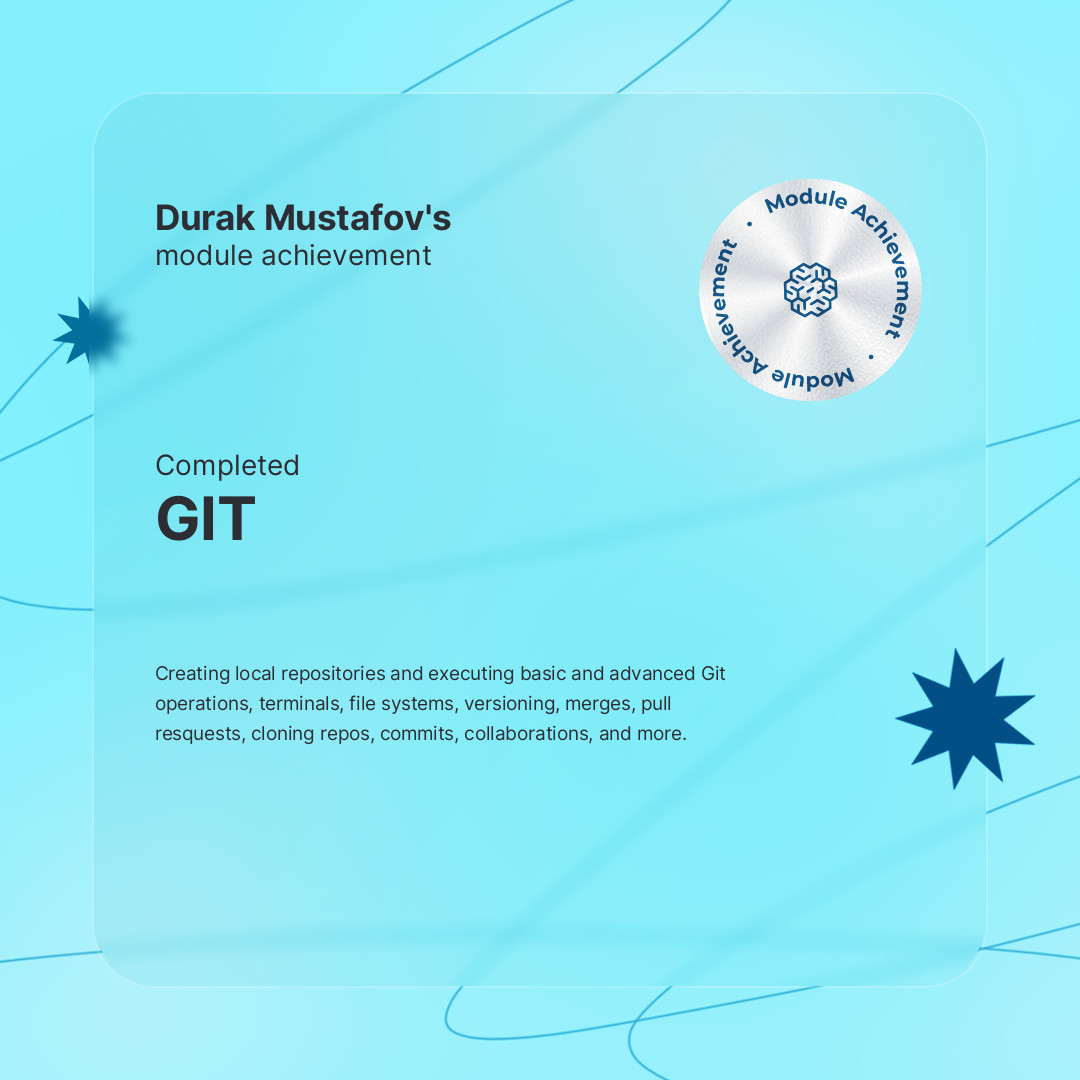 Durak Mustafov's
module achievement
Module Achievement • Module Achievement •
Completed
GIT
Creating local repositories and executing basic and advanced Git
operations, terminals, file systems, versioning, merges, pull
resquests, cloning repos, commits, collaborations, and more.